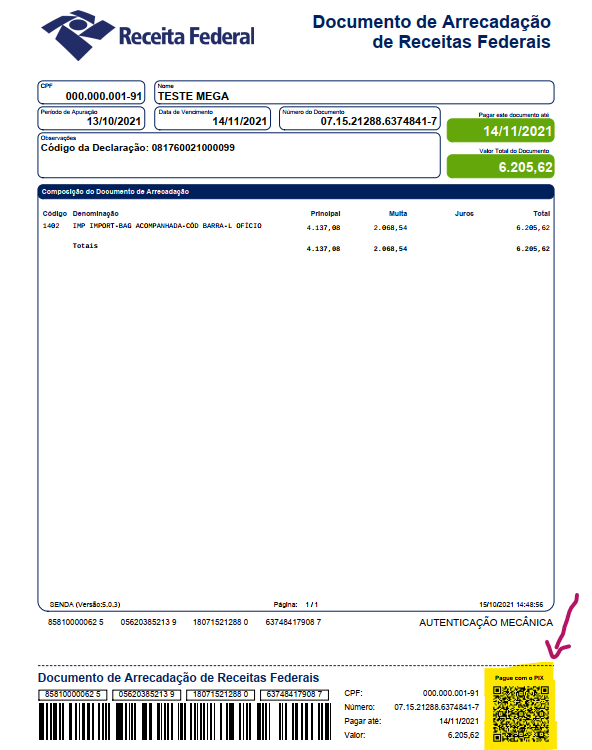 Receita Federal
Documento de Arrecadação
de Receitas Federais
CPF
000.000.001-91
Nome
TESTE MEGA
Período de Apuração
13/10/2021
Data de Vencimento
14/11/2021
Número do Documento
07.15.21288.6374841-7
Pagar este documento até
14/11/2021
Observações
Código da Declaração: 081760021000099
Valor Total do Documento
6.205,62
Composição do Documento de Arrecadação
Código Denominação Principal Multa Juros Total
1402 IMP IMPORT-BAG ACOMPANHADA-CÓD BARRA-L OFÍCIO 4.137,08 2.068,54 6.205,62
Totais 4.137,08 2.068,54 6.205,62
SENDA (Versão:5.0.3) Página: 1/1 15/10/2021 14:48:56
85810000062 5 05620385213 9 18071521288 0 63748417908 7 AUTENTICAÇÃO MECÂNICA
Documento de Arrecadação de Receitas Federais
85810000062 5 05620385213 9 18071521288 0 63748417908 7
CPF: 000.000.001-91
Número: 07.15.21288.6374841-7
Pagar até: 14/11/2021
Valor: 6.205,62
Pague com o PIX